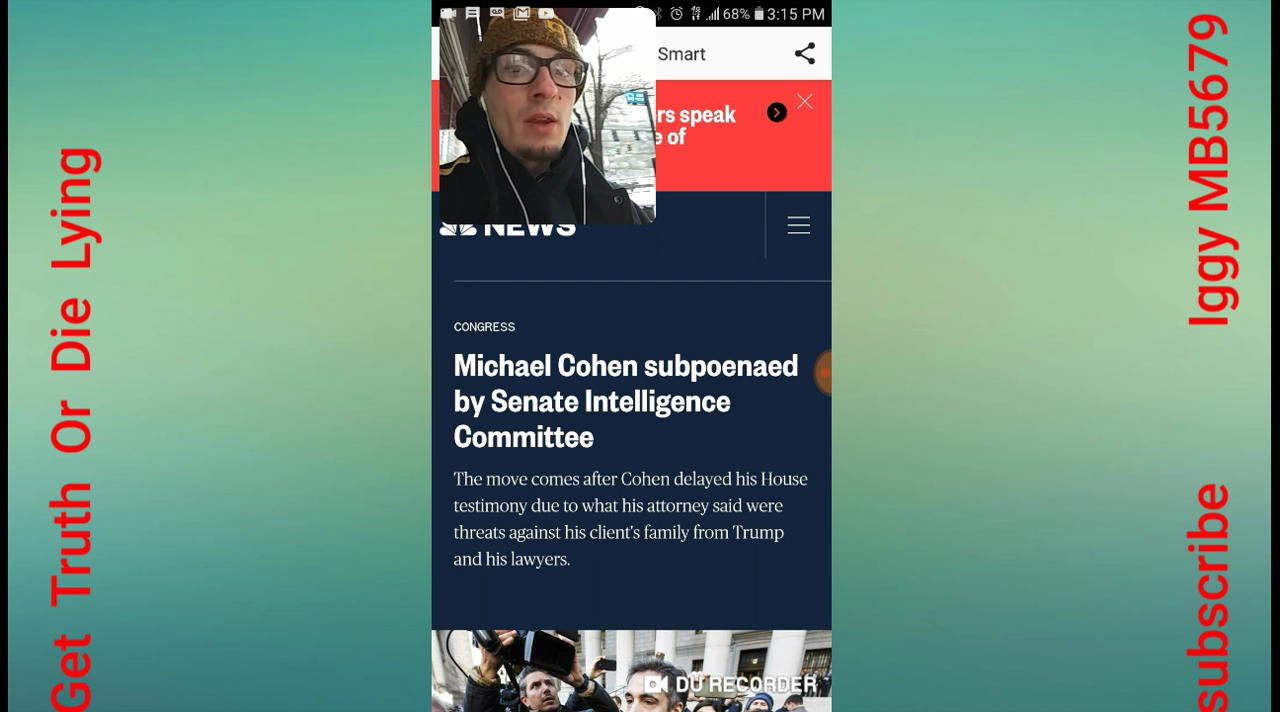 Get Truth Or Die Lying
68% 3:15 PM
Smart
rs speak
e of
NEWS
CONGRESS
Michael Cohen subpoenaed
by Senate Intelligence
Committee
The move comes after Cohen delayed his House
testimony due to what his attorney said were
threats against his client's family from Trump
and his lawyers.
DU RECORDER
Iggy MB5679
subscribe